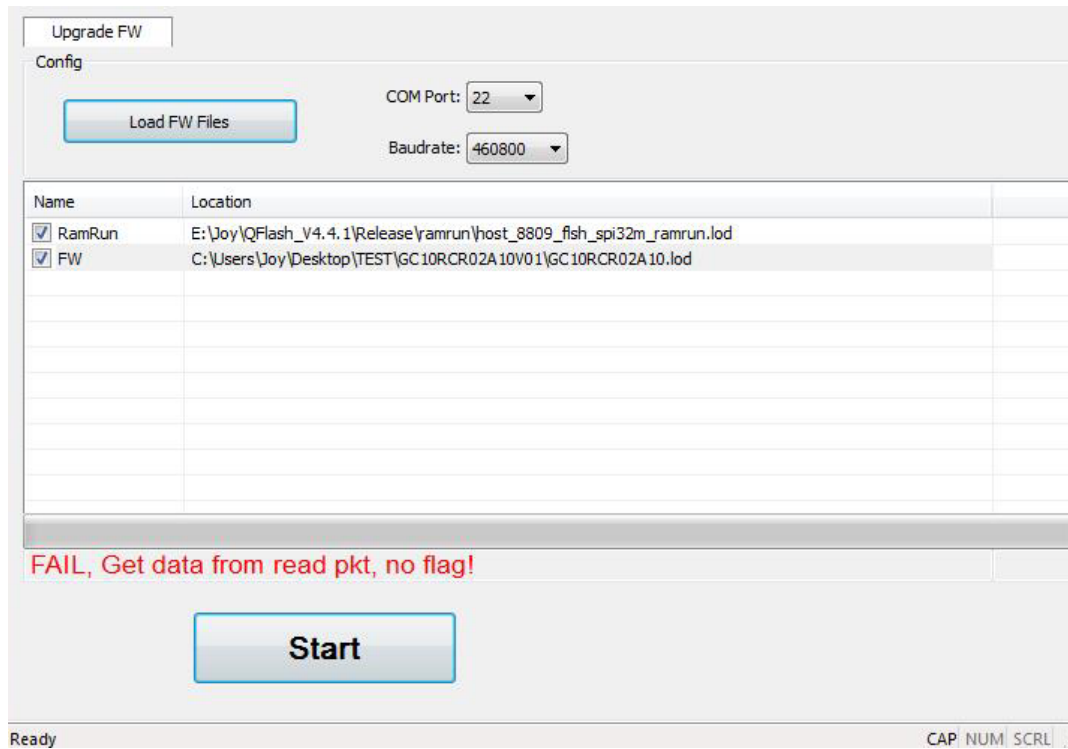 Upgrade FW
Config
Load FW Files
COM Port: 22
Baudrate: 460800
Name Location
RamRun E:\Joy\QFlash_V4.4.1\Release\ramrun\host_8809_flsh_spi32m_ramrun.lod
FW C:\Users\Joy\Desktop\TEST\GC10RCR02A10V01\GC10RCR02A10.lod
FAIL, Get data from read pkt, no flag!
Start
Ready CAP NUM SCRL